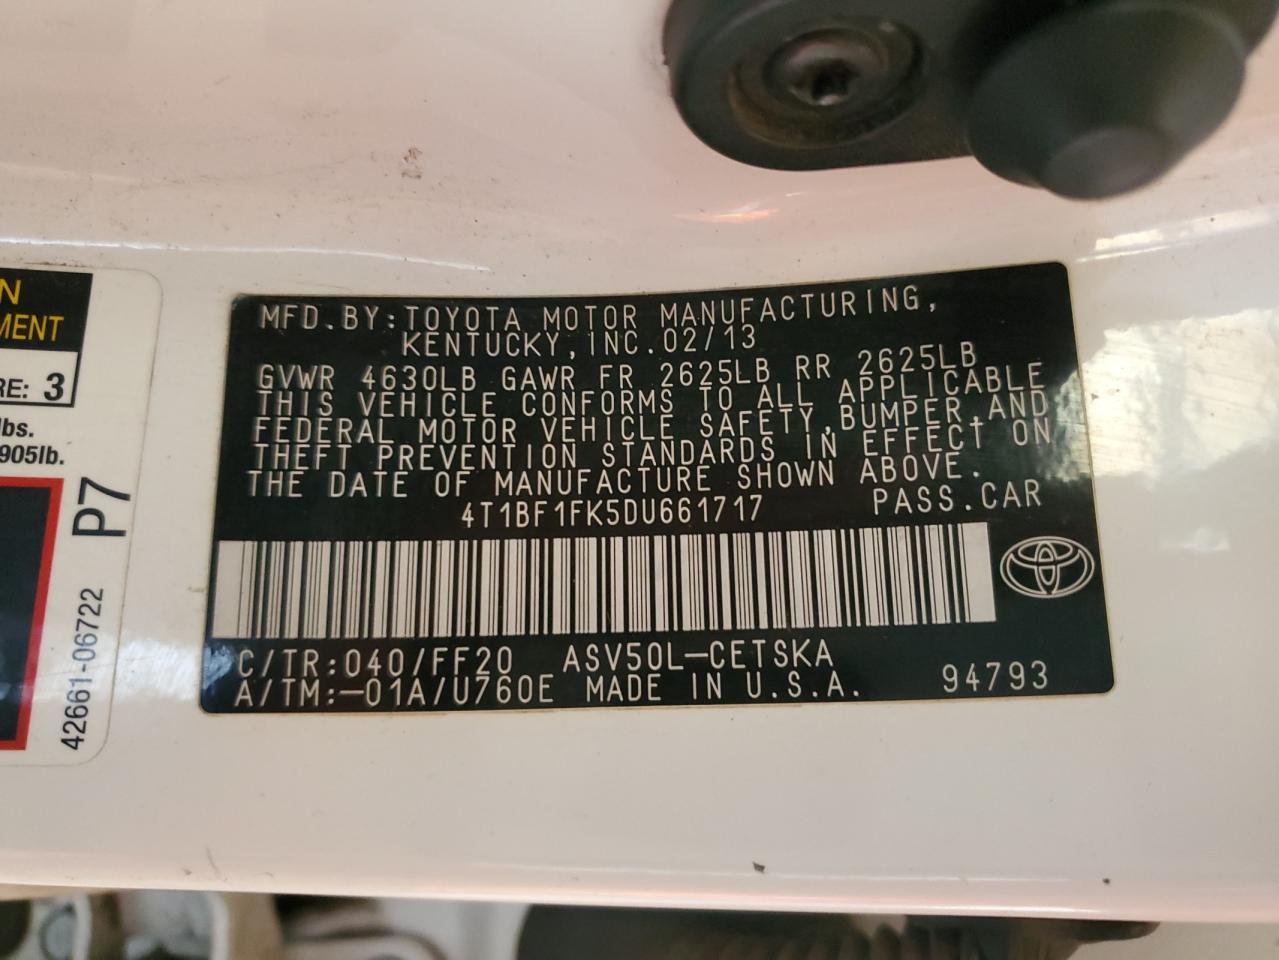 N
MENT
RE: 3
lbs.
905lb.
P7
42661-06722
MFD.BY:TOYOTA MOTOR MANUFACTURING,
KENTUCKY,INC.02/13
GVWR 4630LB GAWR FR 2625LB RR 2625LB
THIS VEHICLE CONFORMS TO ALL APPLICABLE
FEDERAL MOTOR VEHICLE SAFETY,BUMPER,AND
THEFT PREVENTION STANDARDS IN EFFECT ON
THE DATE OF MANUFACTURE SHOWN ABOVE.
4T1BF1FK5DU661717 PASS.CAR
C/TR:040/FF20 ASV50L-CETSKA
A/TM:-01A/U760E MADE IN U.S.A. 94793